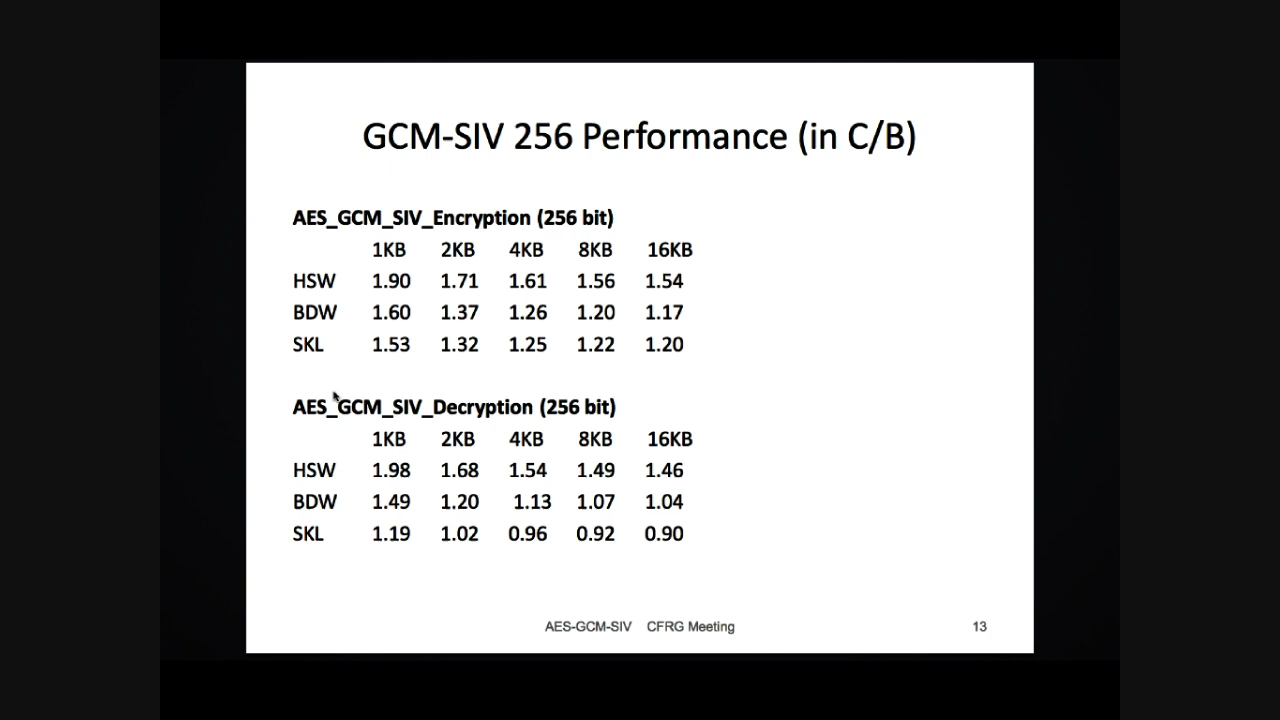 GCM-SIV 256 Performance (in C/B)
AES_GCM_SIV_Encryption (256 bit)
1KB 2KB 4KB 8KB 16KB
HSW 1.90 1.71 1.61 1.56 1.54
BDW 1.60 1.37 1.26 1.20 1.17
SKL 1.53 1.32 1.25 1.22 1.20
AES_GCM_SIV_Decryption (256 bit)
1KB 2KB 4KB 8KB 16KB
HSW 1.98 1.68 1.54 1.49 1.46
BDW 1.49 1.20 1.13 1.07 1.04
SKL 1.19 1.02 0.96 0.92 0.90
AES-GCM-SIV CFRG Meeting 13